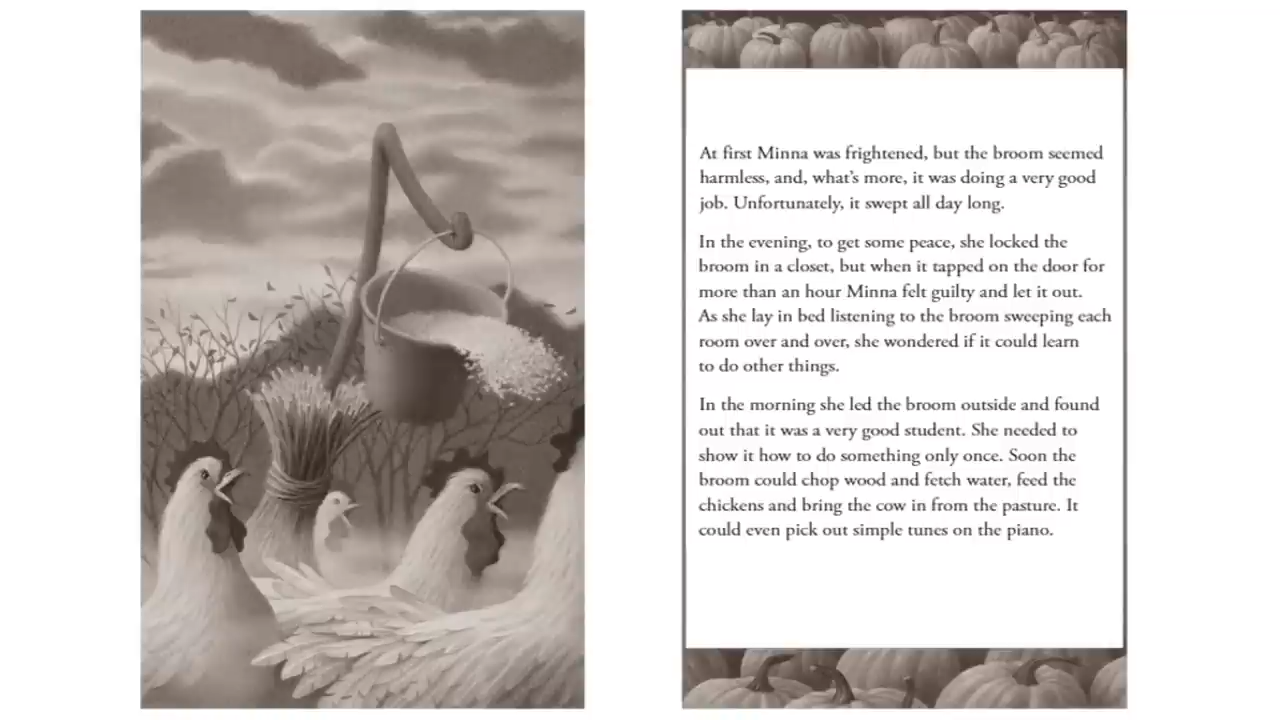 At first Minna was frightened, but the broom seemed
harmless, and, what's more, it was doing a very good
job. Unfortunately, it swept all day long.
In the evening, to get some peace, she locked the
broom in a closet, but when it tapped on the door for
more than an hour Minna felt guilty and let it out.
As she lay in bed listening to the broom sweeping each
room over and over, she wondered if it could learn
to do other things.
In the morning she led the broom outside and found
out that it was a very good student. She needed to
show it how to do something only once. Soon the
broom could chop wood and fetch water, feed the
chickens and bring the cow in from the pasture. It
could even pick out simple tunes on the piano.